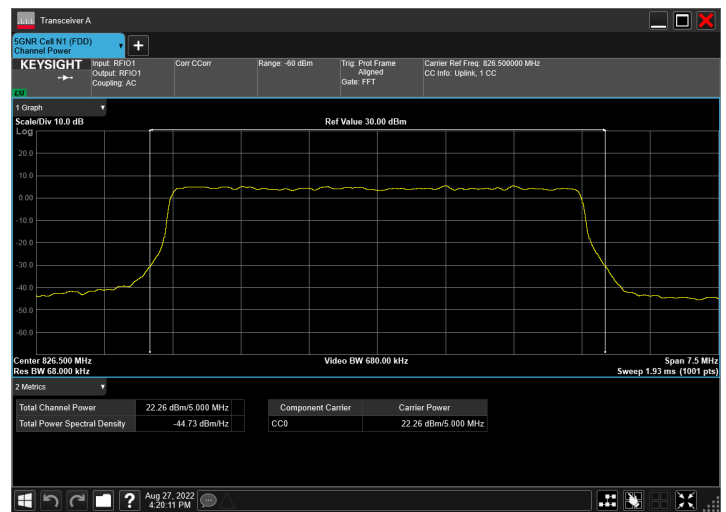 Transceiver A
5GNR Cell N1 (FDD)
Channel Power
KEYSIGHT
LXI
Input: RFIO1
Output: RFIO1
Coupling: AC
Corr CCorr
Range: -60 dBm
Trig: Prot Frame
Aligned
Gate: FFT
Carrier Ref Freq: 826.500000 MHz
CC Info: Uplink, 1 CC
1 Graph
Scale/Div 10.0 dB
Ref Value 30.00 dBm
Log
20.0
10.0
0.00
-10.0
-20.0
-30.0
-40.0
-50.0
-60.0
Center 826.500 MHz
Video BW 680.00 kHz
Span 7.5 MHz
Res BW 68.000 kHz
Sweep 1.93 ms (1001 pts)
2 Metrics
Total Channel Power 22.26 dBm/5.000 MHz
Total Power Spectral Density -44.73 dBm/Hz
Component Carrier Carrier Power
CC0 22.26 dBm/5.000 MHz
Aug 27, 2022
4:20:11 PM